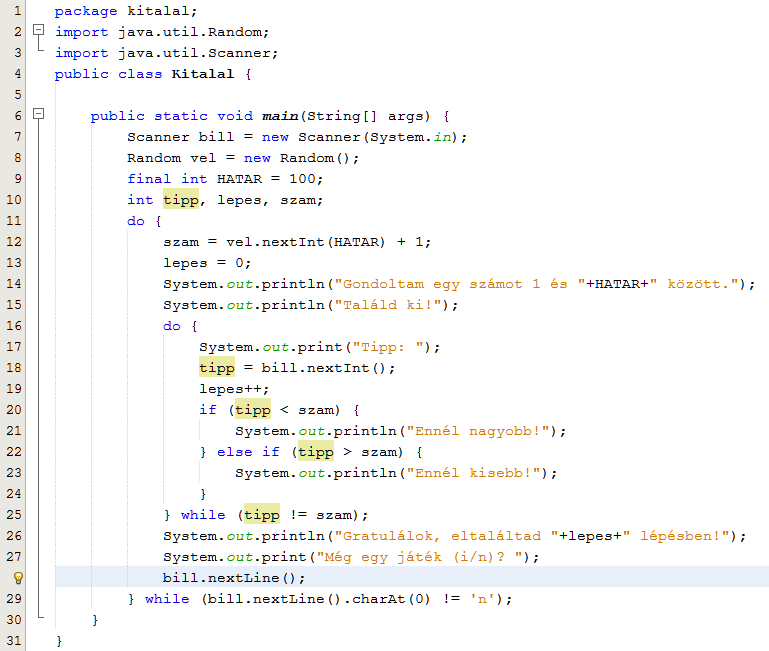 1 package kitalal;
2 import java.util.Random;
3 import java.util.Scanner;
4 public class Kitalal {
5
6     public static void main(String[] args) {
7         Scanner bill = new Scanner(System.in);
8         Random vel = new Random();
9         final int HATAR = 100;
10         int tipp, lepes, szam;
11         do {
12             szam = vel.nextInt(HATAR) + 1;
13             lepes = 0;
14             System.out.println("Gondoltam egy számot 1 és "+HATAR+" között.");
15             System.out.println("Találd ki!");
16             do {
17                 System.out.print("Tipp: ");
18                 tipp = bill.nextInt();
19                 lepes++;
20                 if (tipp < szam) {
21                     System.out.println("Ennél nagyobb!");
22                 } else if (tipp > szam) {
23                     System.out.println("Ennél kisebb!");
24                 }
25             } while (tipp != szam);
26             System.out.println("Gratulálok, eltaláltad "+lepes+" lépésben!");
27             System.out.print("Még egy játék (i/n)? ");
            bill.nextLine();
29         } while (bill.nextLine().charAt(0) != 'n');
30     }
31 }